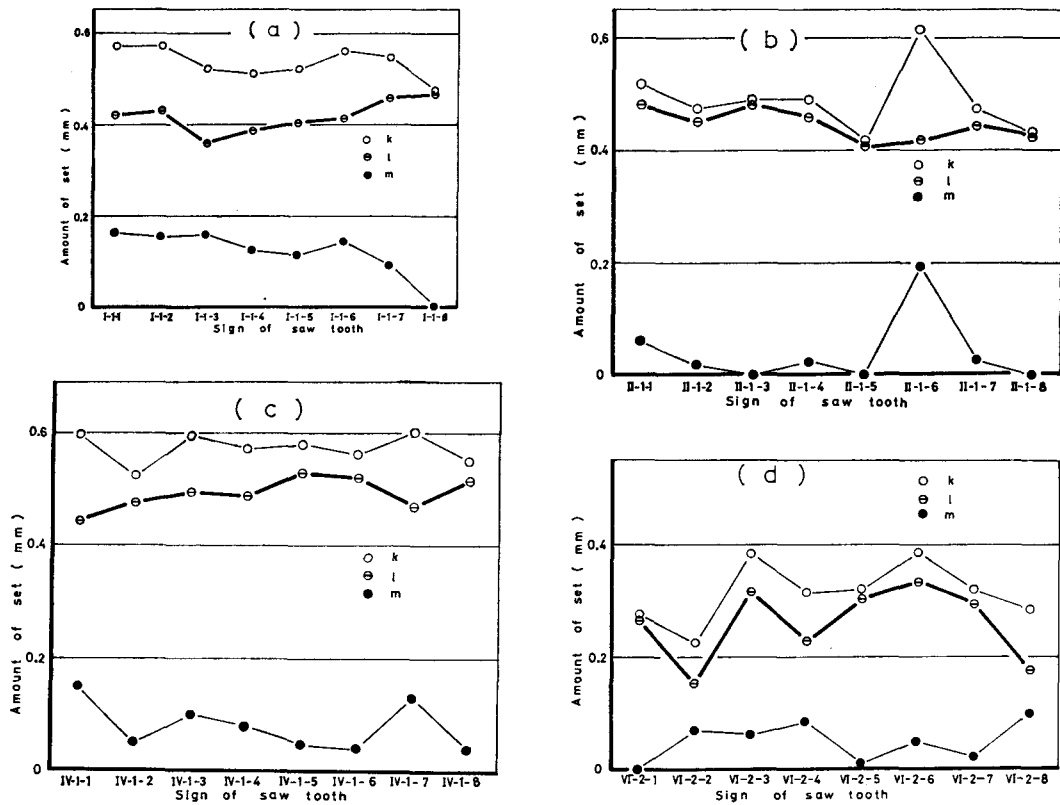 ( a )
0.6
0.4
0.2
0
Amount of set ( mm )
k
l
m
I-1-1 I-1-2 I-1-3 I-1-4 I-1-5 I-1-6 I-1-7 I-1-8
Sign of saw tooth
( b )
0,6
0.4
0.2
0
Amount of set ( mm )
k
l
m
II-1-1 II-1-2 II-1-3 II-1-4 II-1-5 II-1-6 II-1-7 II-1-8
Sign of saw tooth
( c )
0.6
0.4
0.2
0
Amount of set ( mm )
k
l
m
IV-1-1 IV-1-2 IV-1-3 IV-1-4 IV-1-5 IV-1-6 IV-1-7 IV-1-8
Sign of saw tooth
( d )
0.4
0.2
0
Amount of set ( mm )
k
l
m
VI-2-1 VI-2-2 VI-2-3 VI-2-4 VI-2-5 VI-2-6 VI-2-7 VI-2-8
Sign of saw tooth